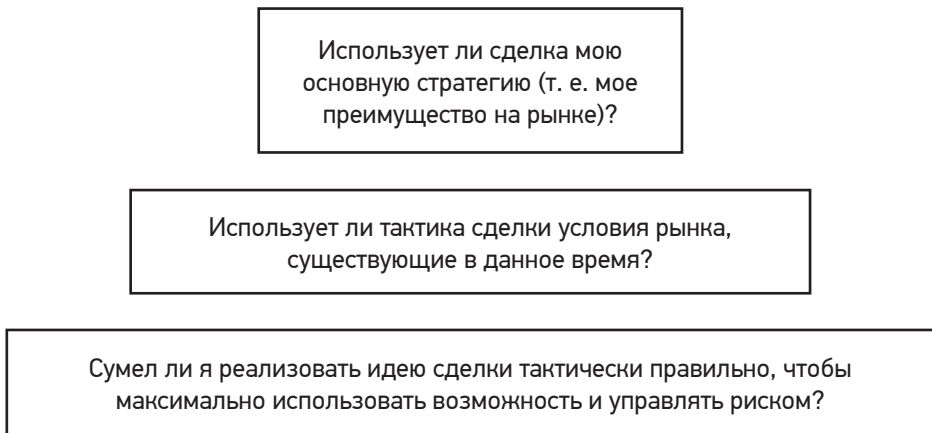 Использует ли сделка мою
основную стратегию (т. е. мое
преимущество на рынке)?
Использует ли тактика сделки условия рынка,
существующие в данное время?
Сумел ли я реализовать идею сделки тактически правильно, чтобы
максимально использовать возможность и управлять риском?